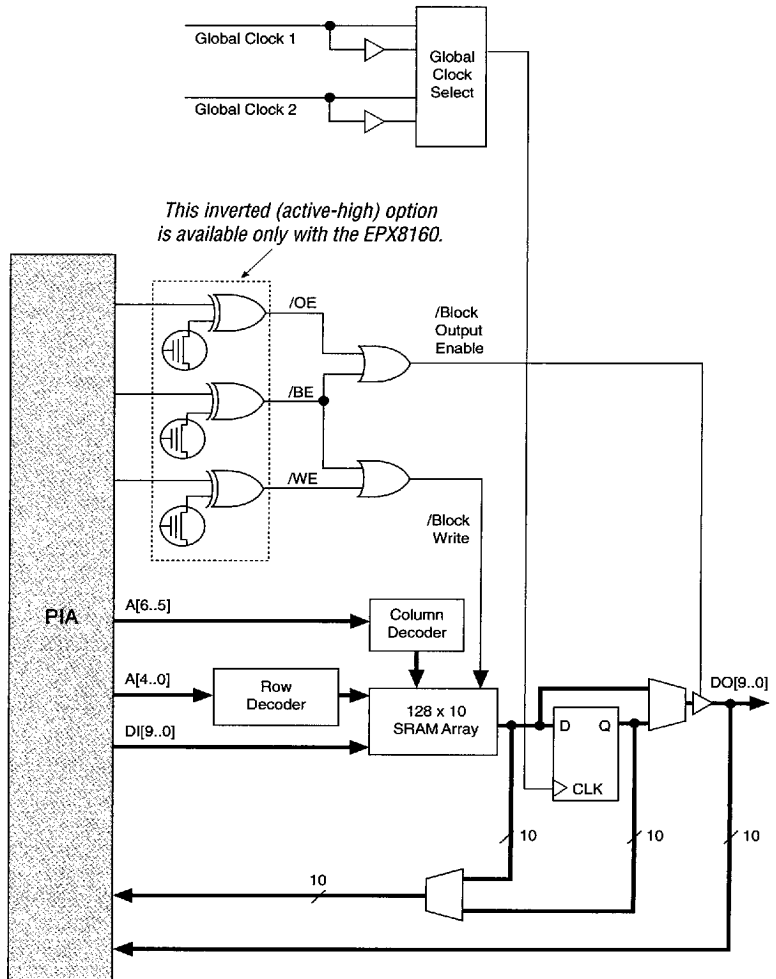 Global Clock 1
Global Clock 2
Global
Clock
Select
This inverted (active-high) option
is available only with the EPX8160.
/OE
/BE
/WE
/Block
Output
Enable
/Block
Write
PIA
A[6..5]
Column
Decoder
A[4..0]
Row
Decoder
DI[9..0]
128 x 10
SRAM Array
D
Q
CLK
DO[9..0]
10
10
10
10